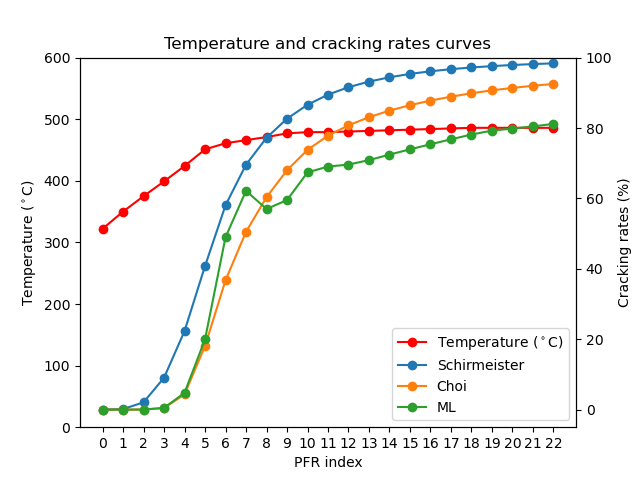 Temperature and cracking rates curves
600
500
400
300
200
100
0
Temperature (°C)
100
80
60
40
20
0
Cracking rates (%)
Temperature (°C)
Schirmeister
Choi
ML
0 1 2 3 4 5 6 7 8 9 10 11 12 13 14 15 16 17 18 19 20 21 22
PFR index